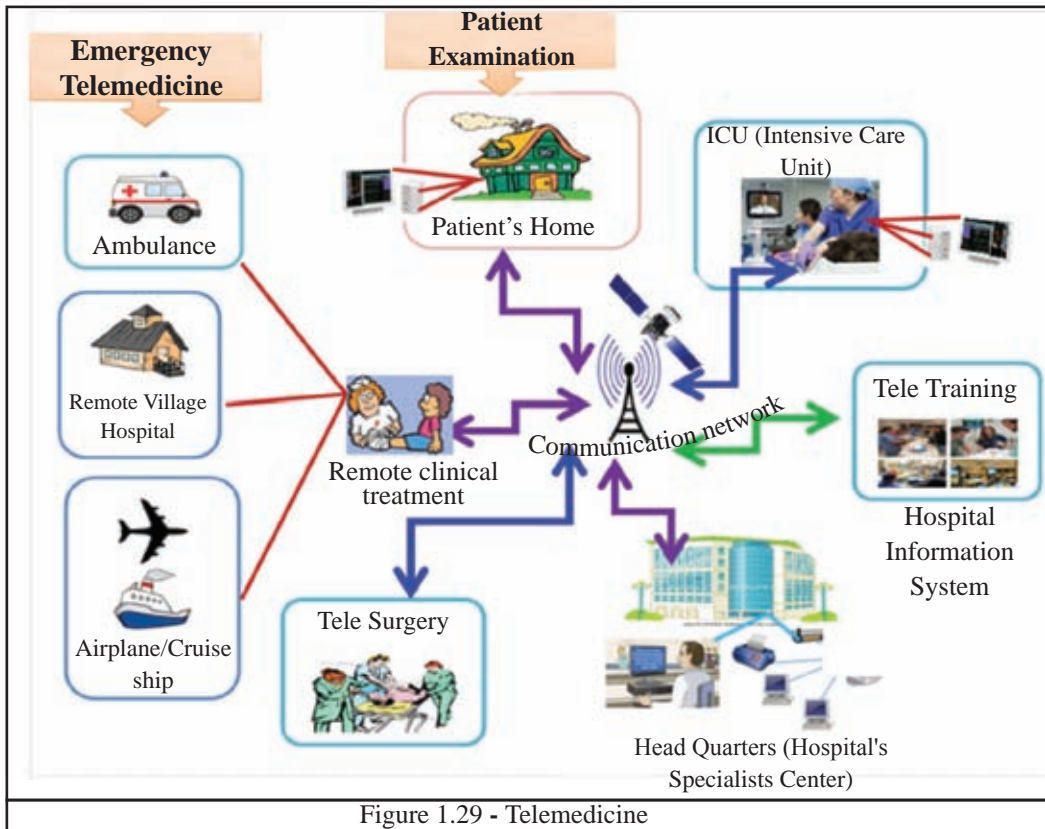 Emergency
Telemedicine
Patient
Examination
Ambulance
Remote Village
Hospital
Airplane/Cruise
ship
Patient's Home
ICU (Intensive Care
Unit)
Remote clinical
treatment
Communication network
Tele Training
Hospital
Information
System
Tele Surgery
Head Quarters (Hospital's
Specialists Center)
Figure 1.29 - Telemedicine